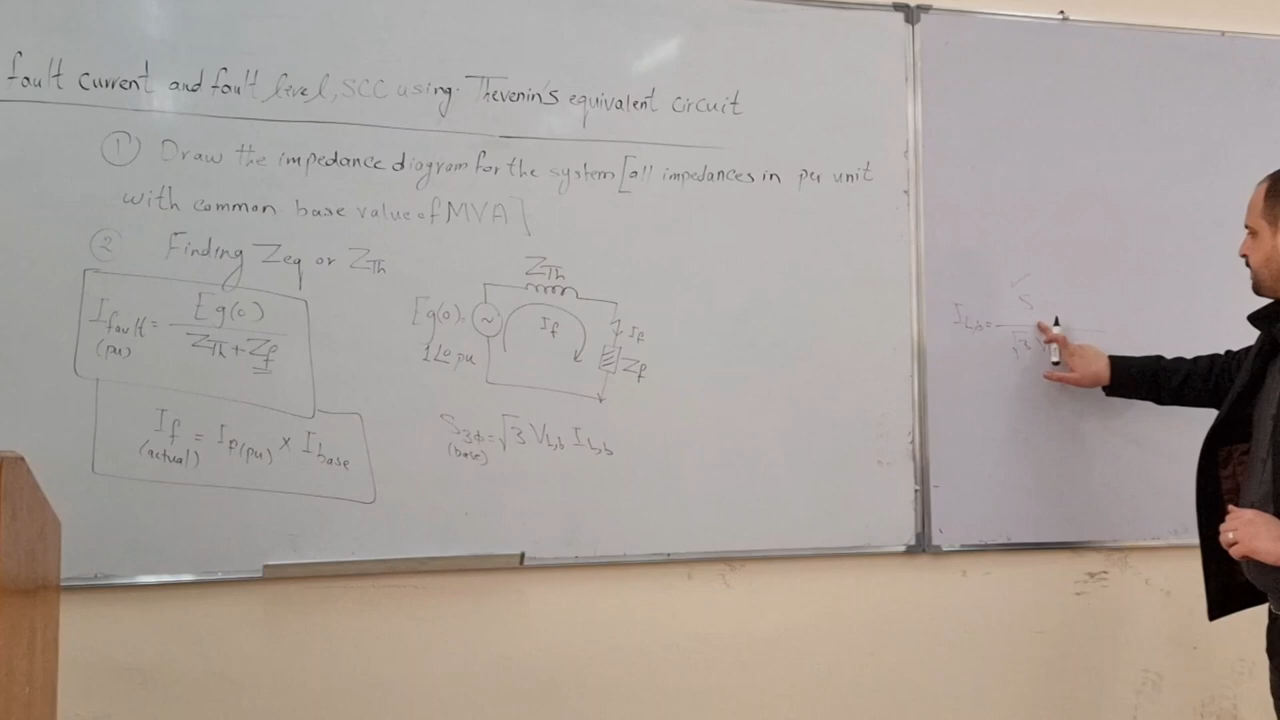 fault current and fault level, SCC using. Thevenin's equivalent circuit
① Draw the impedance diagram for the system [all impedances in per unit
with common base value of MVA]
② Finding Zeq or ZTh
I fault (pu) = Eg(0) / ZTh + Zf
If (actual) = If(pu) × I base
ZTh
Eg(0).
~
1∠0 pu
If
If
Zf
S3φ (base) = √3 VL,b IL,b
IL,b = S / √3 V